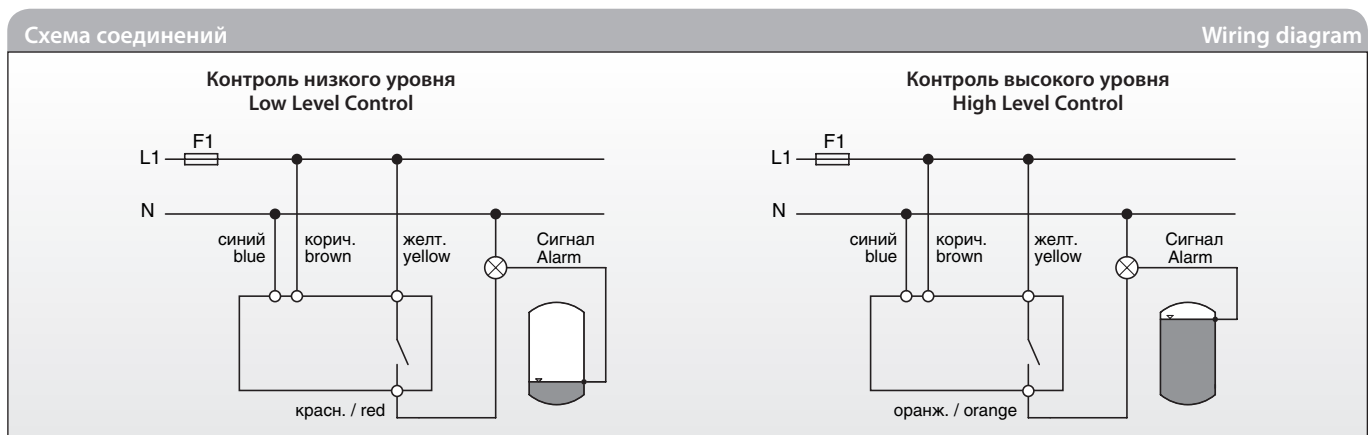 Схема соединений
Wiring diagram
Контроль низкого уровня
Low Level Control
F1
L1
N
синий
blue
корич.
brown
желт.
yellow
Сигнал
Alarm
красн. / red
Контроль высокого уровня
High Level Control
F1
L1
N
синий
blue
корич.
brown
желт.
yellow
Сигнал
Alarm
оранж. / orange